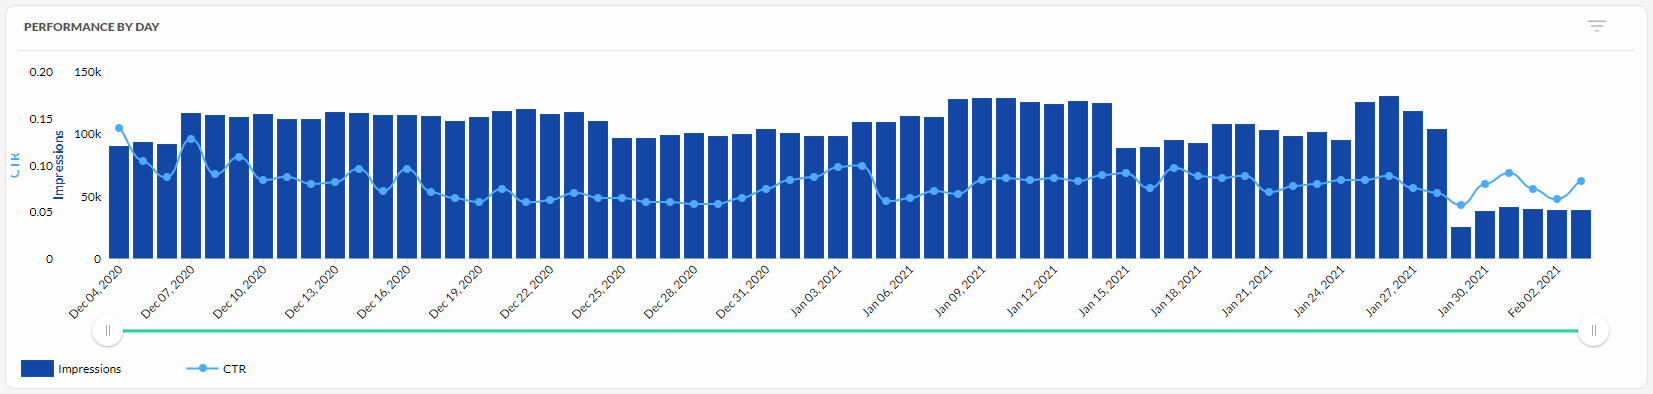 PERFORMANCE BY DAY
0.20 150k
0.15
100k
0.10
50k
0.05
0 0
CTR
Impressions
Dec 04, 2020
Dec 07, 2020
Dec 10, 2020
Dec 13, 2020
Dec 16, 2020
Dec 19, 2020
Dec 22, 2020
Dec 25, 2020
Dec 28, 2020
Dec 31, 2020
Jan 03, 2021
Jan 06, 2021
Jan 09, 2021
Jan 12, 2021
Jan 15, 2021
Jan 18, 2021
Jan 21, 2021
Jan 24, 2021
Jan 27, 2021
Jan 30, 2021
Feb 02, 2021
Impressions CTR